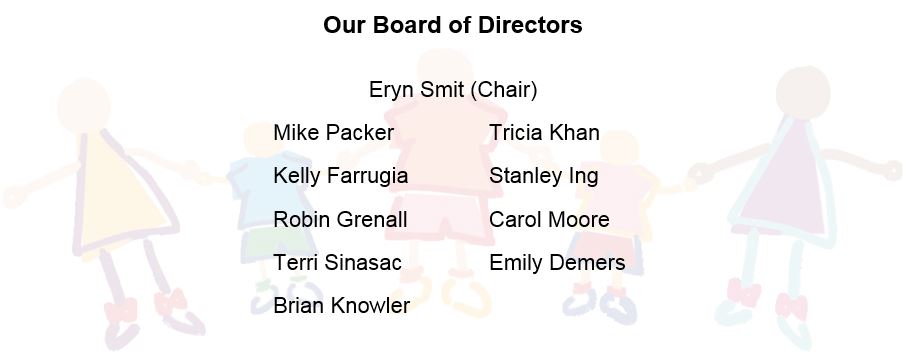 Our Board of Directors
Eryn Smit (Chair)
Mike Packer Tricia Khan
Kelly Farrugia Stanley Ing
Robin Grenall Carol Moore
Terri Sinasac Emily Demers
Brian Knowler